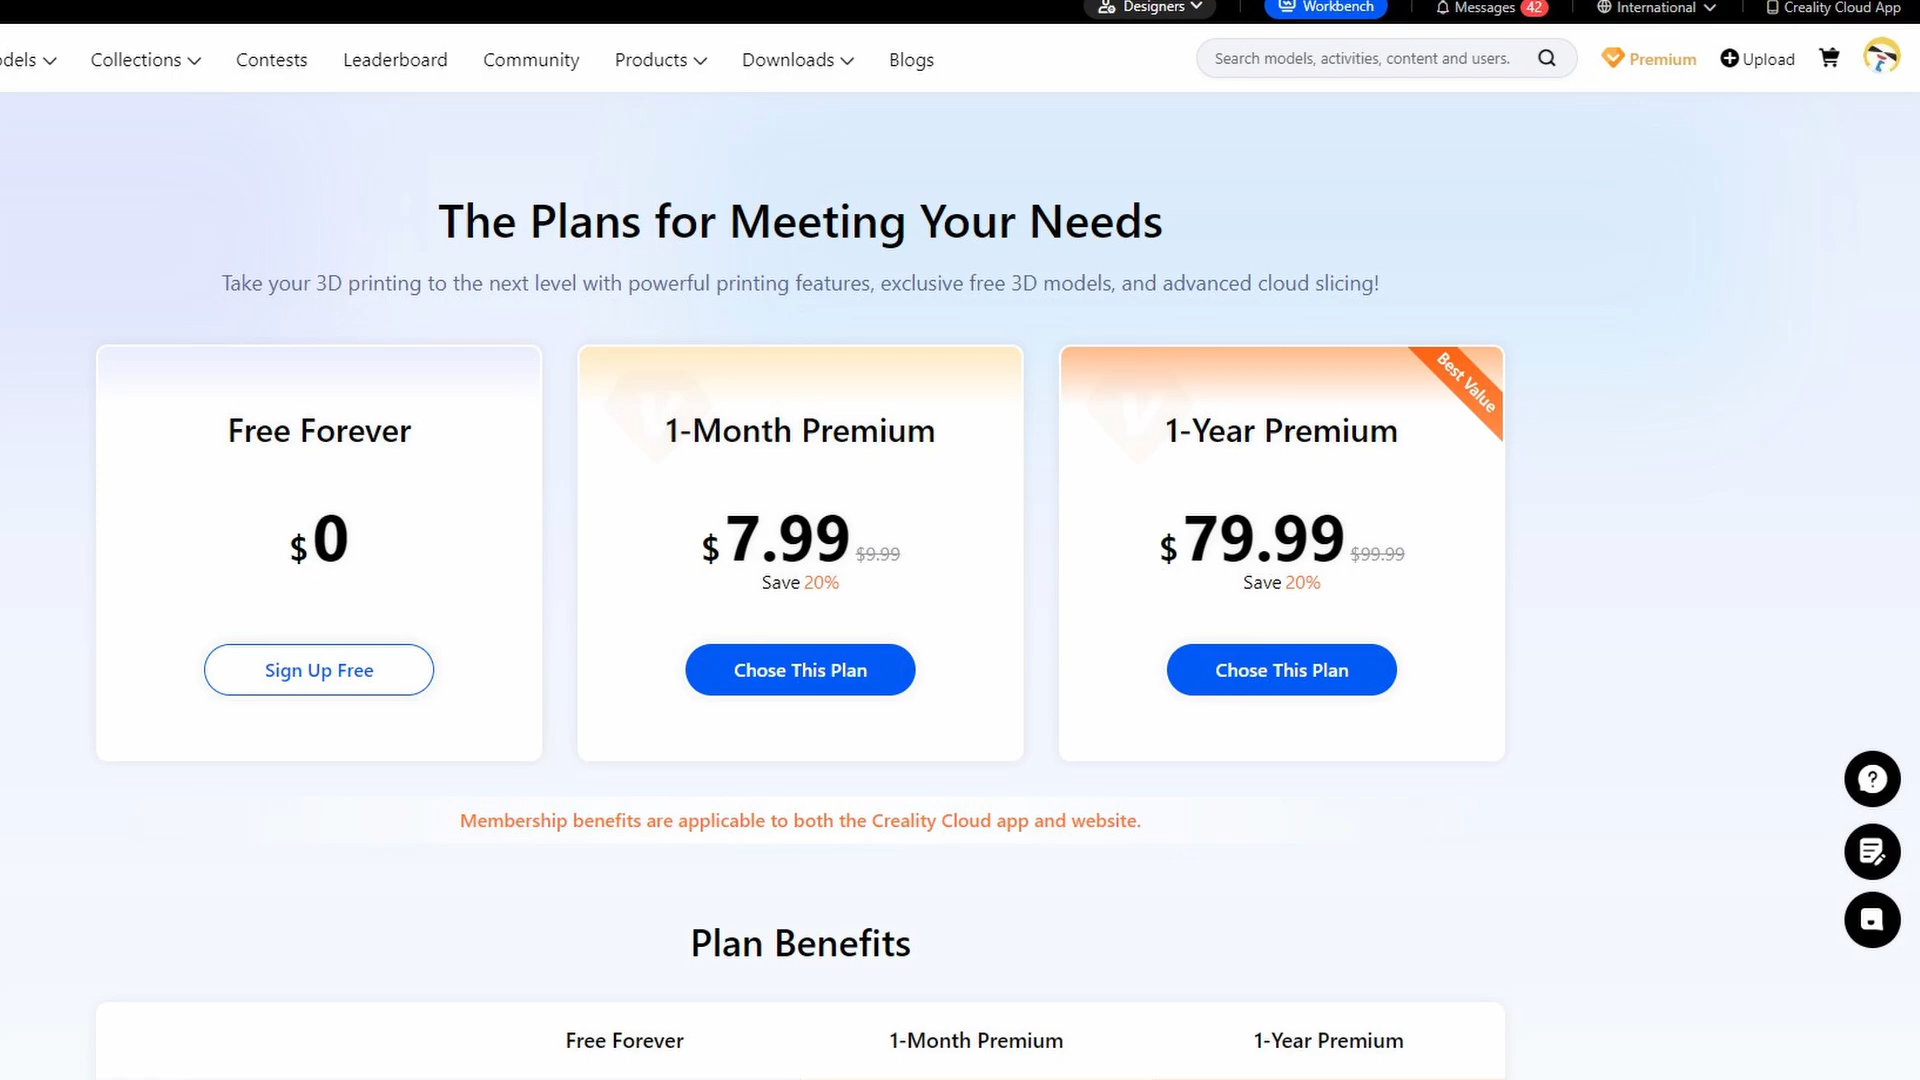 Designers
Workbench
Messages 42
International
Creality Cloud App
dels
Collections
Contests
Leaderboard
Community
Products
Downloads
Blogs
Search models, activities, content and users.
Premium
Upload
The Plans for Meeting Your Needs
Take your 3D printing to the next level with powerful printing features, exclusive free 3D models, and advanced cloud slicing!
Free Forever
$0
Sign Up Free
1-Month Premium
$7.99 $9.99
Save 20%
Chose This Plan
Best Value
1-Year Premium
$79.99 $99.99
Save 20%
Chose This Plan
Membership benefits are applicable to both the Creality Cloud app and website.
Plan Benefits
Free Forever
1-Month Premium
1-Year Premium